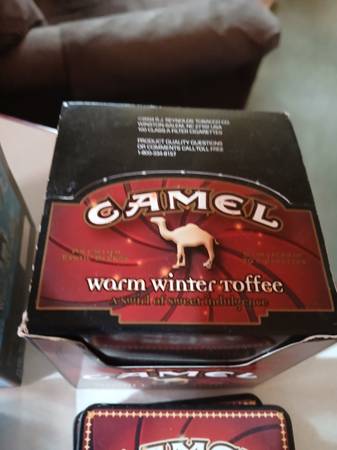 R.J. REYNOLDS TOBACCO CO.
WINSTON-SALEM, NC 27102 USA
100 CLASS A FILTER CIGARETTES
PRODUCT QUALITY QUESTIONS
OR COMMENTS CALL TOLL FREE
CAMEL
PREMIUM
warm winter toffee
a swirl of sweet indulgence
CAMEL